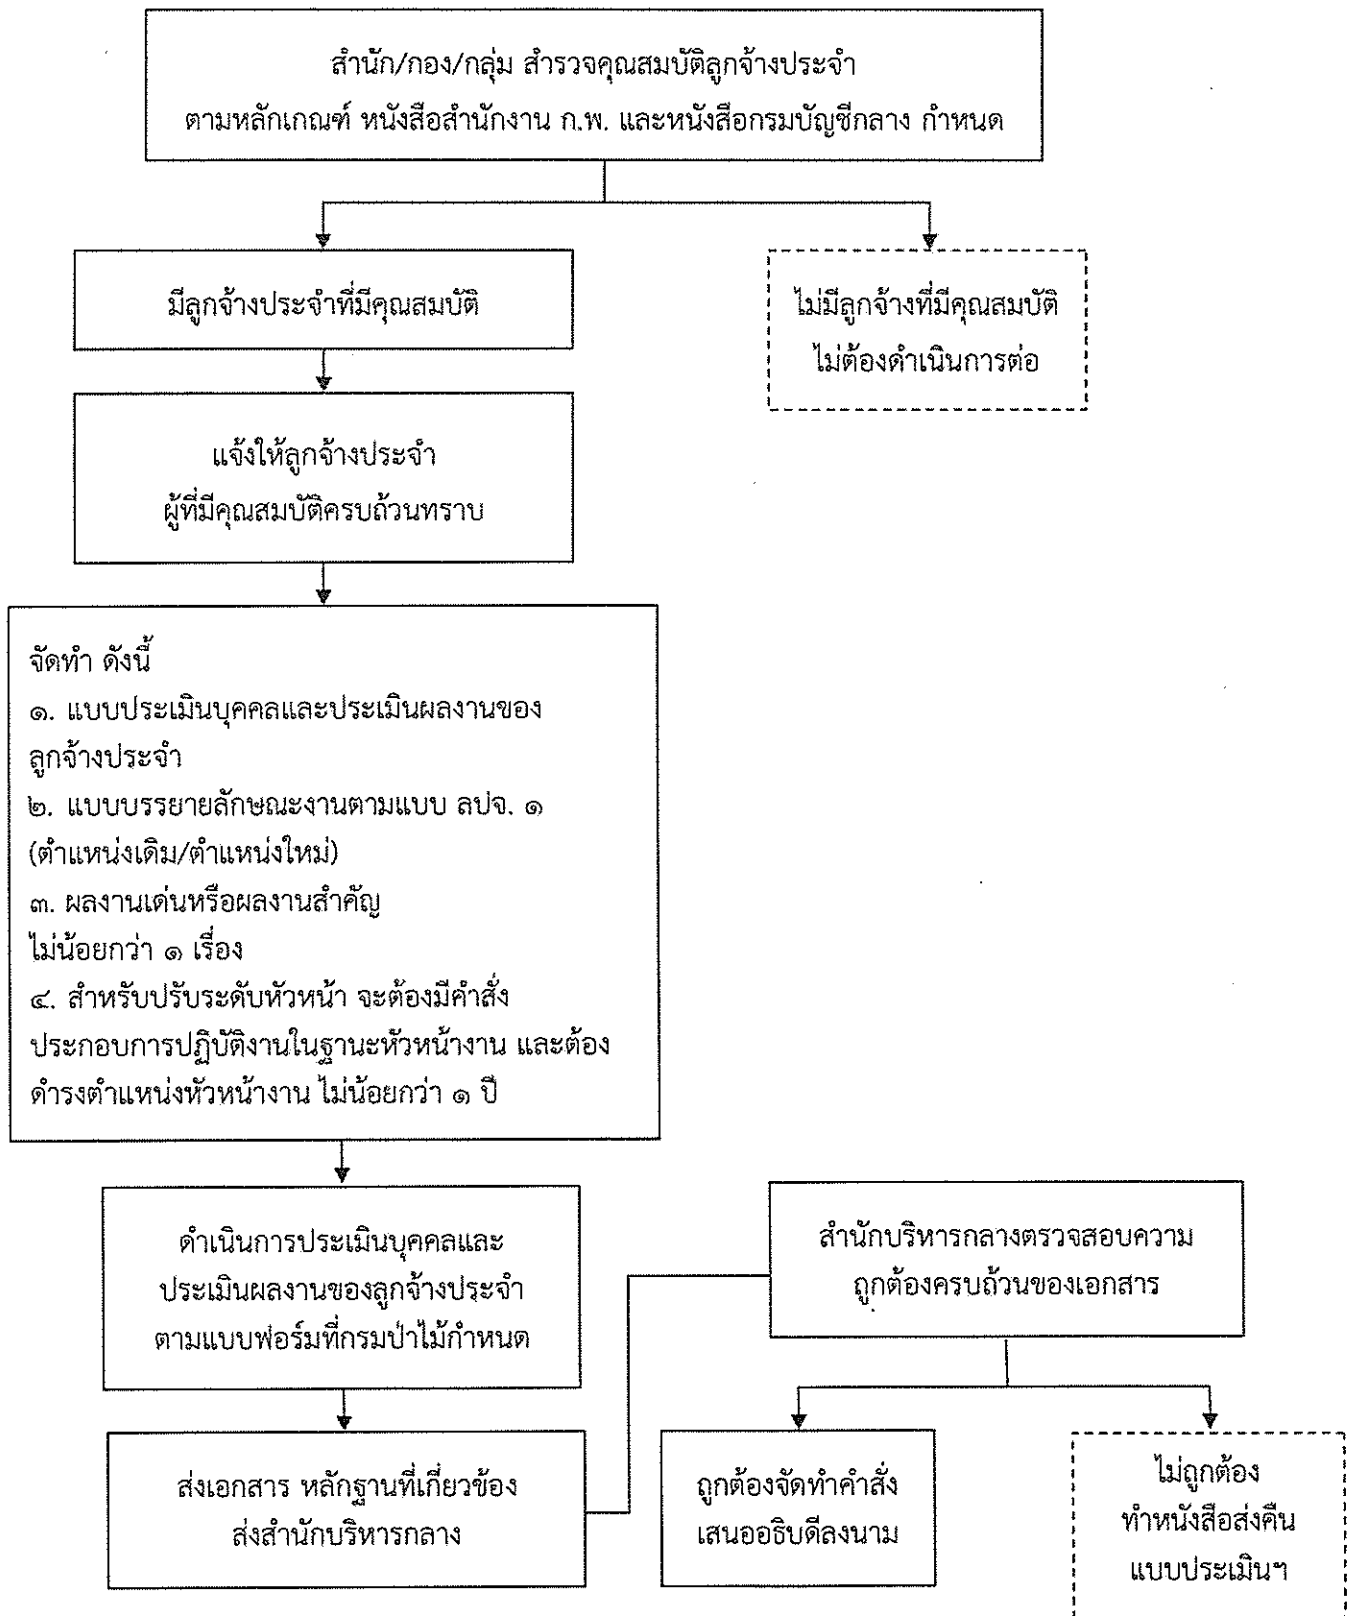 สำนัก/กอง/กลุ่ม สำรวจคุณสมบัติลูกจ้างประจำ
ตามหลักเกณฑ์ หนังสือสำนักงาน ก.พ. และหนังสือกรมบัญชีกลาง กำหนด
มีลูกจ้างประจำที่มีคุณสมบัติ
ไม่มีลูกจ้างที่มีคุณสมบัติ
ไม่ต้องดำเนินการต่อ
แจ้งให้ลูกจ้างประจำ
ผู้ที่มีคุณสมบัติครบถ้วนทราบ
จัดทำ ดังนี้
๑. แบบประเมินบุคคลและประเมินผลงานของ
ลูกจ้างประจำ
๒. แบบบรรยายลักษณะงานตามแบบ ลปจ. ๑
(ตำแหน่งเดิม/ตำแหน่งใหม่)
๓. ผลงานเด่นหรือผลงานสำคัญ
ไม่น้อยกว่า ๑ เรื่อง
๔. สำหรับปรับระดับหัวหน้า จะต้องมีคำสั่ง
ประกอบการปฏิบัติงานในฐานะหัวหน้างาน และต้อง
ดำรงตำแหน่งหัวหน้างาน ไม่น้อยกว่า ๑ ปี
ดำเนินการประเมินบุคคลและ
ประเมินผลงานของลูกจ้างประจำ
ตามแบบฟอร์มที่กรมป่าไม้กำหนด
ส่งเอกสาร หลักฐานที่เกี่ยวข้อง
ส่งสำนักบริหารกลาง
สำนักบริหารกลางตรวจสอบความ
ถูกต้องครบถ้วนของเอกสาร
ถูกต้องจัดทำคำสั่ง
เสนออธิบดีลงนาม
ไม่ถูกต้อง
ทำหนังสือส่งคืน
แบบประเมินฯ